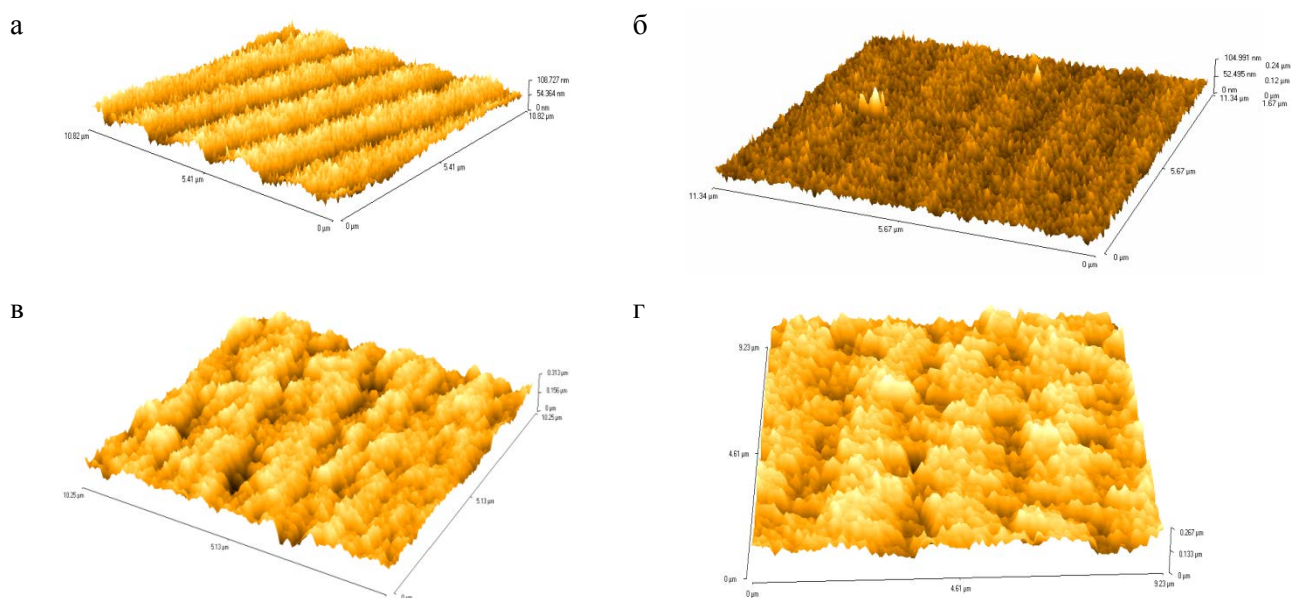 а
108.727 nm
54.364 nm
0 nm
10.82 µm
10.82 µm
5.41 µm
5.41 µm
0 µm
0 µm
б
104.991 nm
0.24 µm
52.495 nm
0.12 µm
0 nm
0 µm
11.34 µm
1.67 µm
5.67 µm
11.34 µm
5.67 µm
0 µm
0 µm
в
0.313 µm
0.156 µm
0 µm
10.25 µm
10.25 µm
5.13 µm
5.13 µm
0 µm
0 µm
г
9.23 µm
4.61 µm
0.267 µm
0.133 µm
0 µm
0 µm
0 µm
4.61 µm
9.23 µm